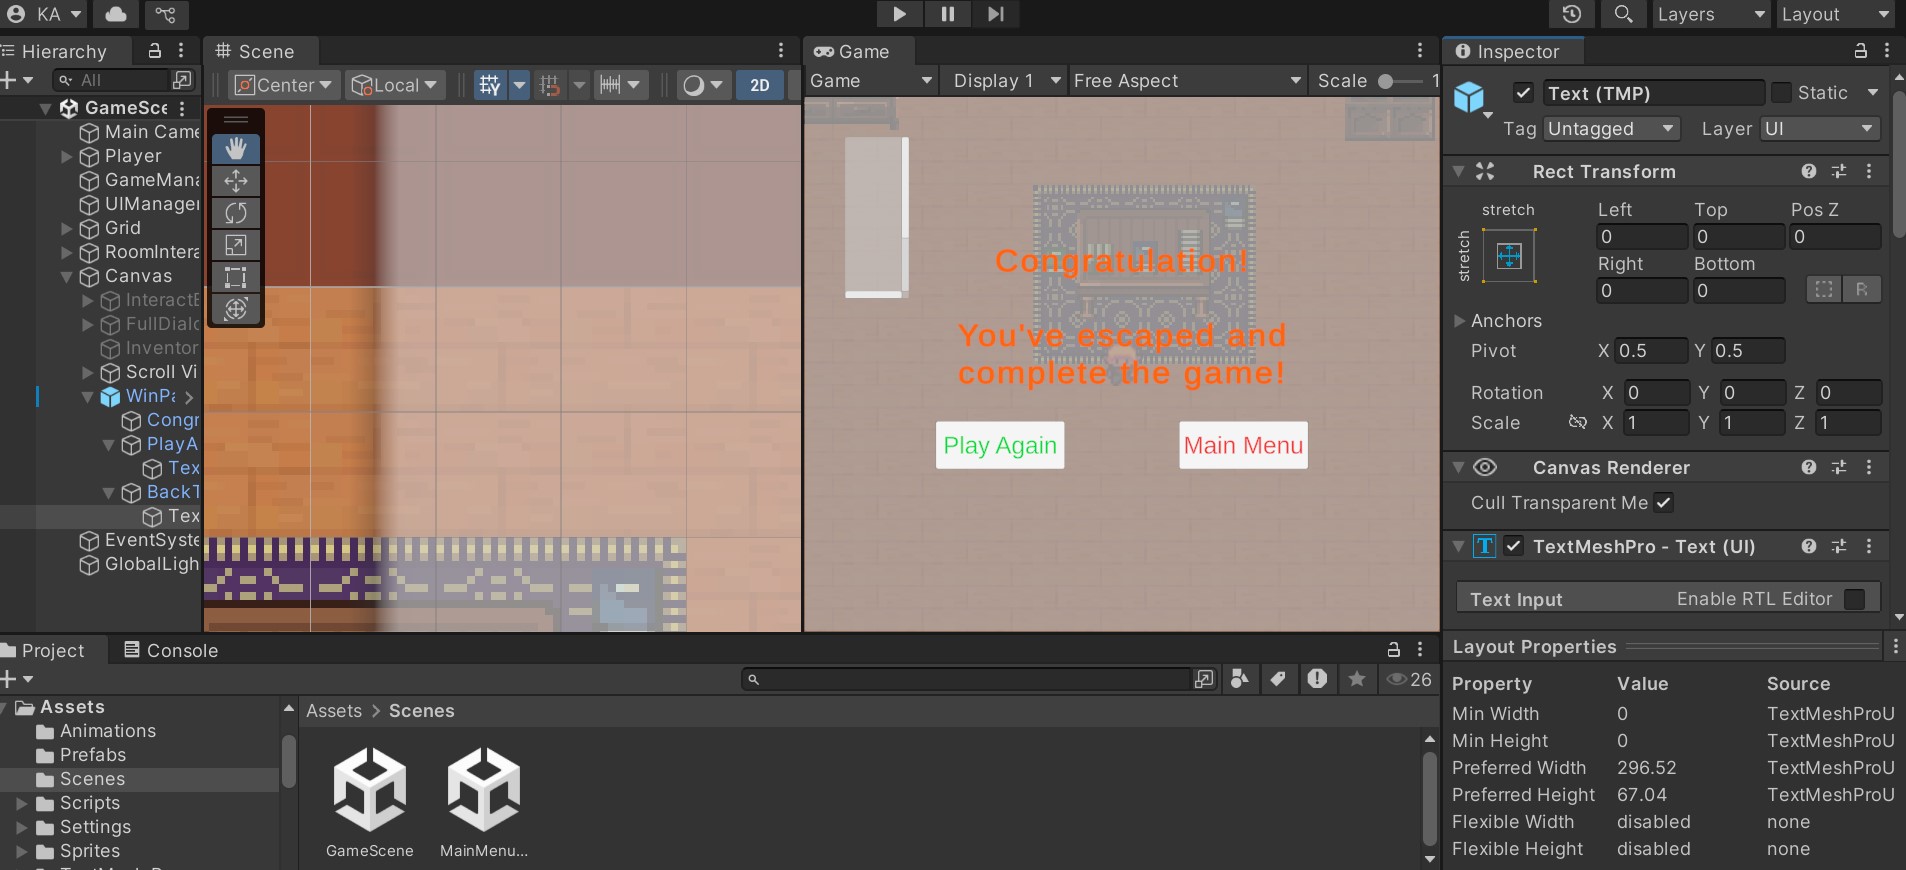 KA
Layers
Layout
Hierarchy
Scene
Game
Inspector
All
Center
Local
2D
Game
Display 1
Free Aspect
Scale
1
Text (TMP)
Static
Tag
Untagged
Layer
UI
GameSce
Main Came
Player
GameMana
UIManager
Grid
RoomIntera
Canvas
InteractB
FullDialo
Inventor
Scroll Vi
WinPa
Congr
PlayA
Tex
BackT
Tex
EventSyste
GlobalLigh
Congratulation!
You've escaped and
complete the game!
Play Again
Main Menu
Rect Transform
stretch
stretch
Left
Top
Pos Z
0
0
0
Right
Bottom
0
0
R
Anchors
Pivot
X 0.5
Y 0.5
Rotation
X 0
Y 0
Z 0
Scale
X 1
Y 1
Z 1
Canvas Renderer
Cull Transparent Me
T
TextMeshPro - Text (UI)
Text Input
Enable RTL Editor
Layout Properties
Property Value Source
Min Width 0 TextMeshProU
Min Height 0 TextMeshProU
Preferred Width 296.52 TextMeshProU
Preferred Height 67.04 TextMeshProU
Flexible Width disabled none
Flexible Height disabled none
Project
Console
26
Assets
Animations
Prefabs
Scenes
Scripts
Settings
Sprites
Assets > Scenes
GameScene
MainMenu...